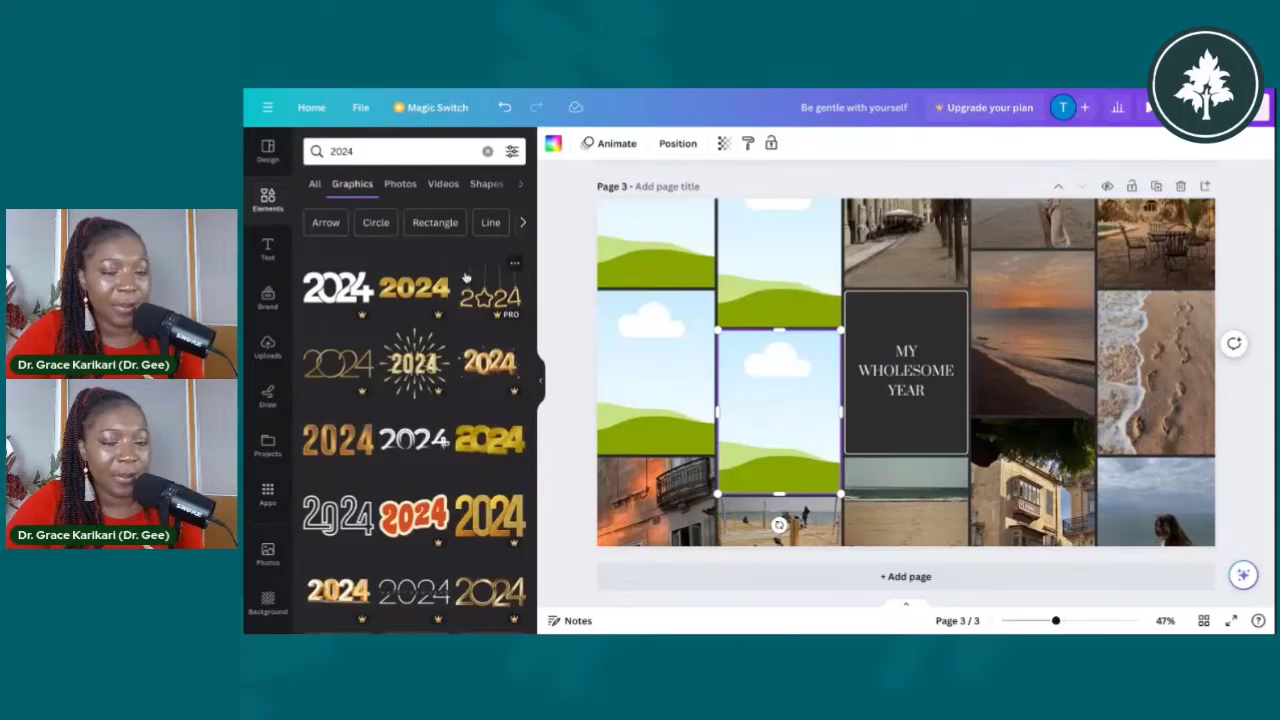 Home File Magic Switch Be gentle with yourself Upgrade your plan T +
Design
Elements
Text
Brand
Uploads
Draw
Projects
Apps
Photos
Background
2024
All Graphics Photos Videos Shapes
Arrow Circle Rectangle Line
2024 2024 2024
PRO
2024 2024 2024
2024 2024 2024
2024 2024 2024
2024 2024 2024
Animate Position
Page 3 - Add page title
MY
WHOLESOME
YEAR
+ Add page
Notes Page 3 / 3 47%
Dr. Grace Karikari (Dr. Gee)
SHURE
Dr. Grace Karikari (Dr. Gee)
SHURE